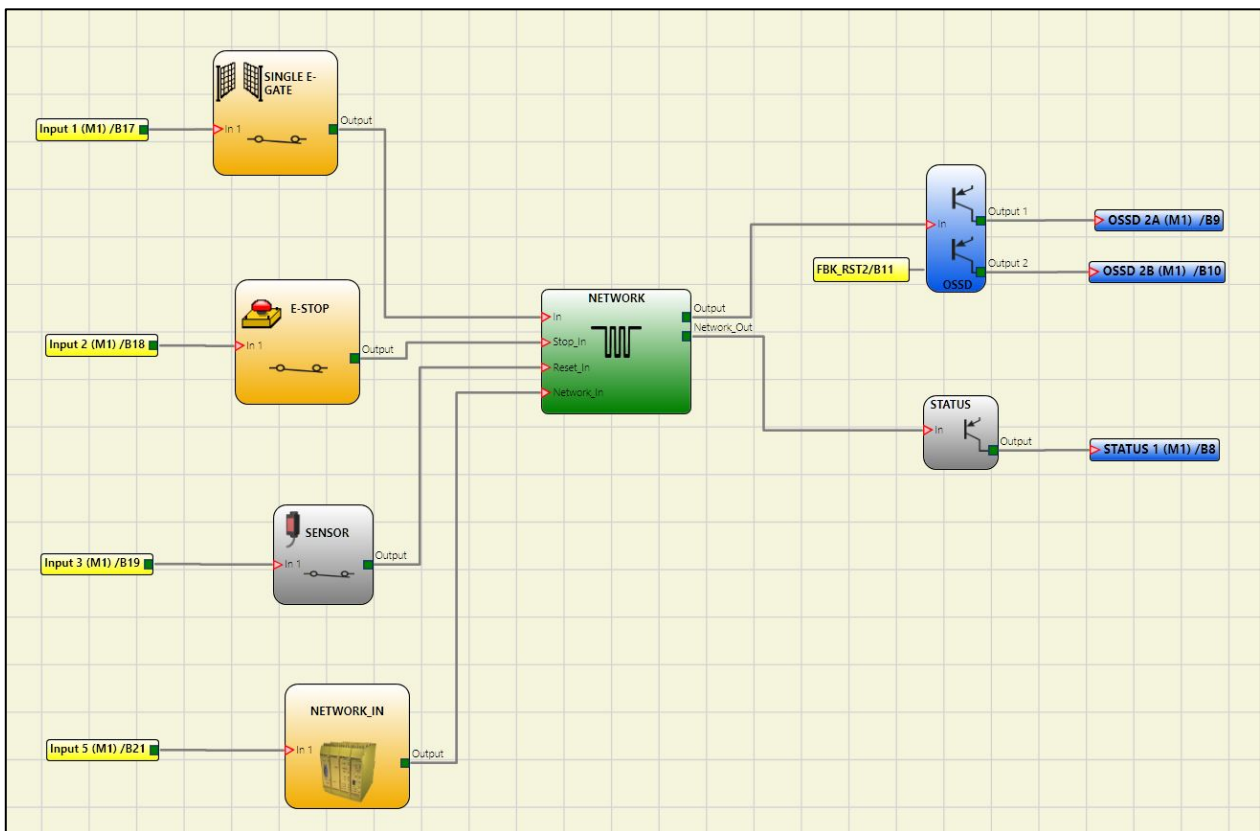 SINGLE E-
GATE
Input 1 (M1) /B17
In 1
Output
Output 1
In
OSSD 2A (M1) /B9
FBK_RST2/B11
Output 2
OSSD 2B (M1) /B10
OSSD
E-STOP
Input 2 (M1) /B18
In 1
Output
NETWORK
In
Output
Stop_In
Network_Out
Reset_In
Network_In
STATUS
In
Output
STATUS 1 (M1) /B8
SENSOR
Input 3 (M1) /B19
In 1
Output
NETWORK_IN
Input 5 (M1) /B21
In 1
Output